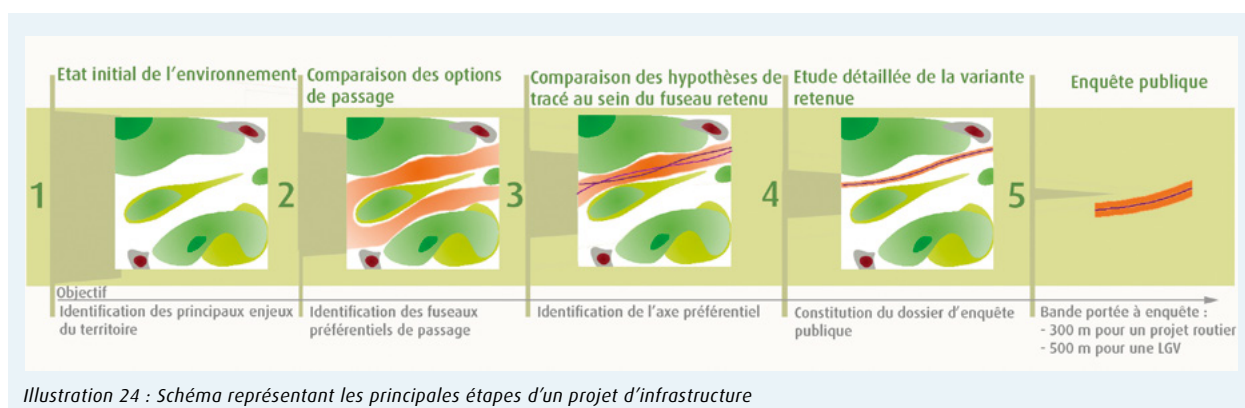 Etat initial de l'environnement
Comparaison des options
de passage
Comparaison des hypothèses de
tracé au sein du fuseau retenu
Etude détaillée de la variante
retenue
Enquête publique
1
2
3
4
5
Objectif
Identification des principaux enjeux
du territoire
Identification des fuseaux
préférentiels de passage
Identification de l'axe préférentiel
Constitution du dossier d'enquête
publique
Bande portée à enquête :
- 300 m pour un projet routier
- 500 m pour une LGV
Illustration 24 : Schéma représentant les principales étapes d'un projet d'infrastructure